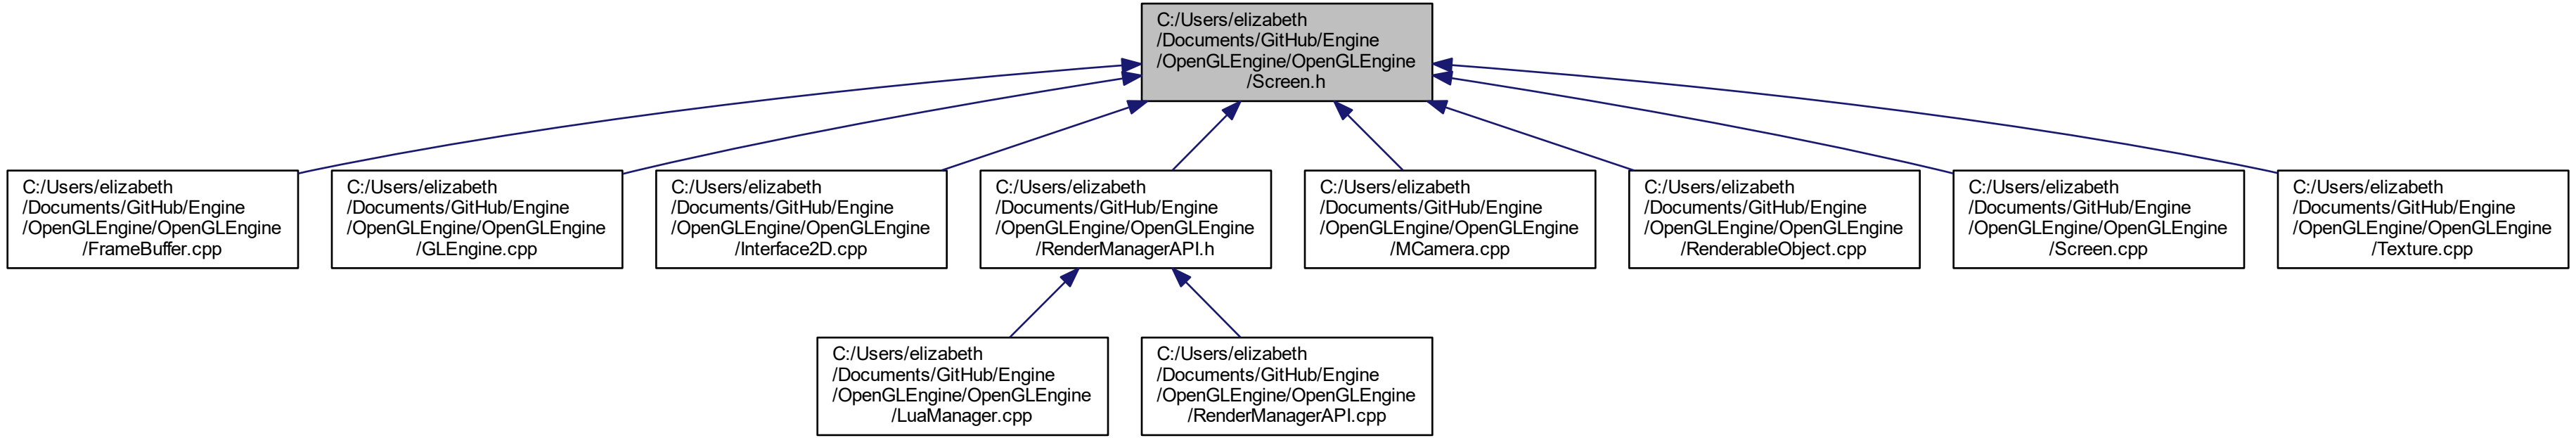 C:/Users/elizabeth
/Documents/GitHub/Engine
/OpenGLEngine/OpenGLEngine
/Screen.h
C:/Users/elizabeth
/Documents/GitHub/Engine
/OpenGLEngine/OpenGLEngine
/FrameBuffer.cpp
C:/Users/elizabeth
/Documents/GitHub/Engine
/OpenGLEngine/OpenGLEngine
/GLEngine.cpp
C:/Users/elizabeth
/Documents/GitHub/Engine
/OpenGLEngine/OpenGLEngine
/Interface2D.cpp
C:/Users/elizabeth
/Documents/GitHub/Engine
/OpenGLEngine/OpenGLEngine
/RenderManagerAPI.h
C:/Users/elizabeth
/Documents/GitHub/Engine
/OpenGLEngine/OpenGLEngine
/MCamera.cpp
C:/Users/elizabeth
/Documents/GitHub/Engine
/OpenGLEngine/OpenGLEngine
/RenderableObject.cpp
C:/Users/elizabeth
/Documents/GitHub/Engine
/OpenGLEngine/OpenGLEngine
/Screen.cpp
C:/Users/elizabeth
/Documents/GitHub/Engine
/OpenGLEngine/OpenGLEngine
/Texture.cpp
C:/Users/elizabeth
/Documents/GitHub/Engine
/OpenGLEngine/OpenGLEngine
/LuaManager.cpp
C:/Users/elizabeth
/Documents/GitHub/Engine
/OpenGLEngine/OpenGLEngine
/RenderManagerAPI.cpp